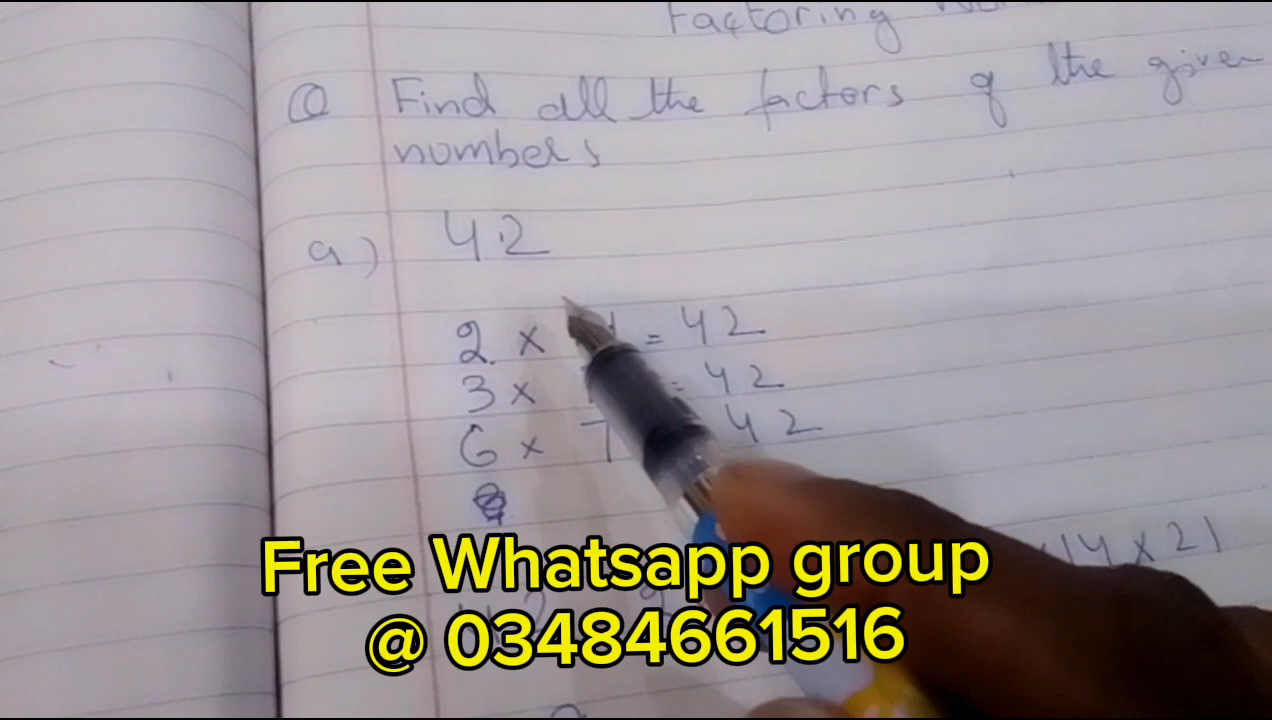 Factoring
Q Find all the factors of the given
numbers
a) 42
2 × = 42
3 × = 42
6 × 7 42
14 × 21
Free Whatsapp group
@ 03484661516